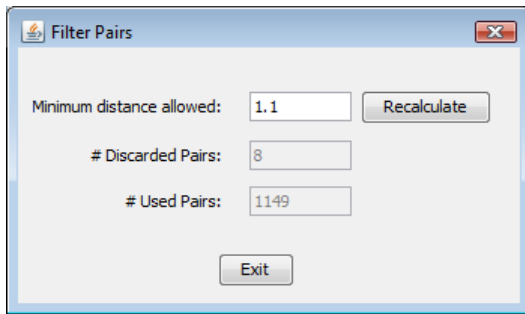 Filter Pairs
Minimum distance allowed: 1.1 Recalculate
# Discarded Pairs: 8
# Used Pairs: 1149
Exit